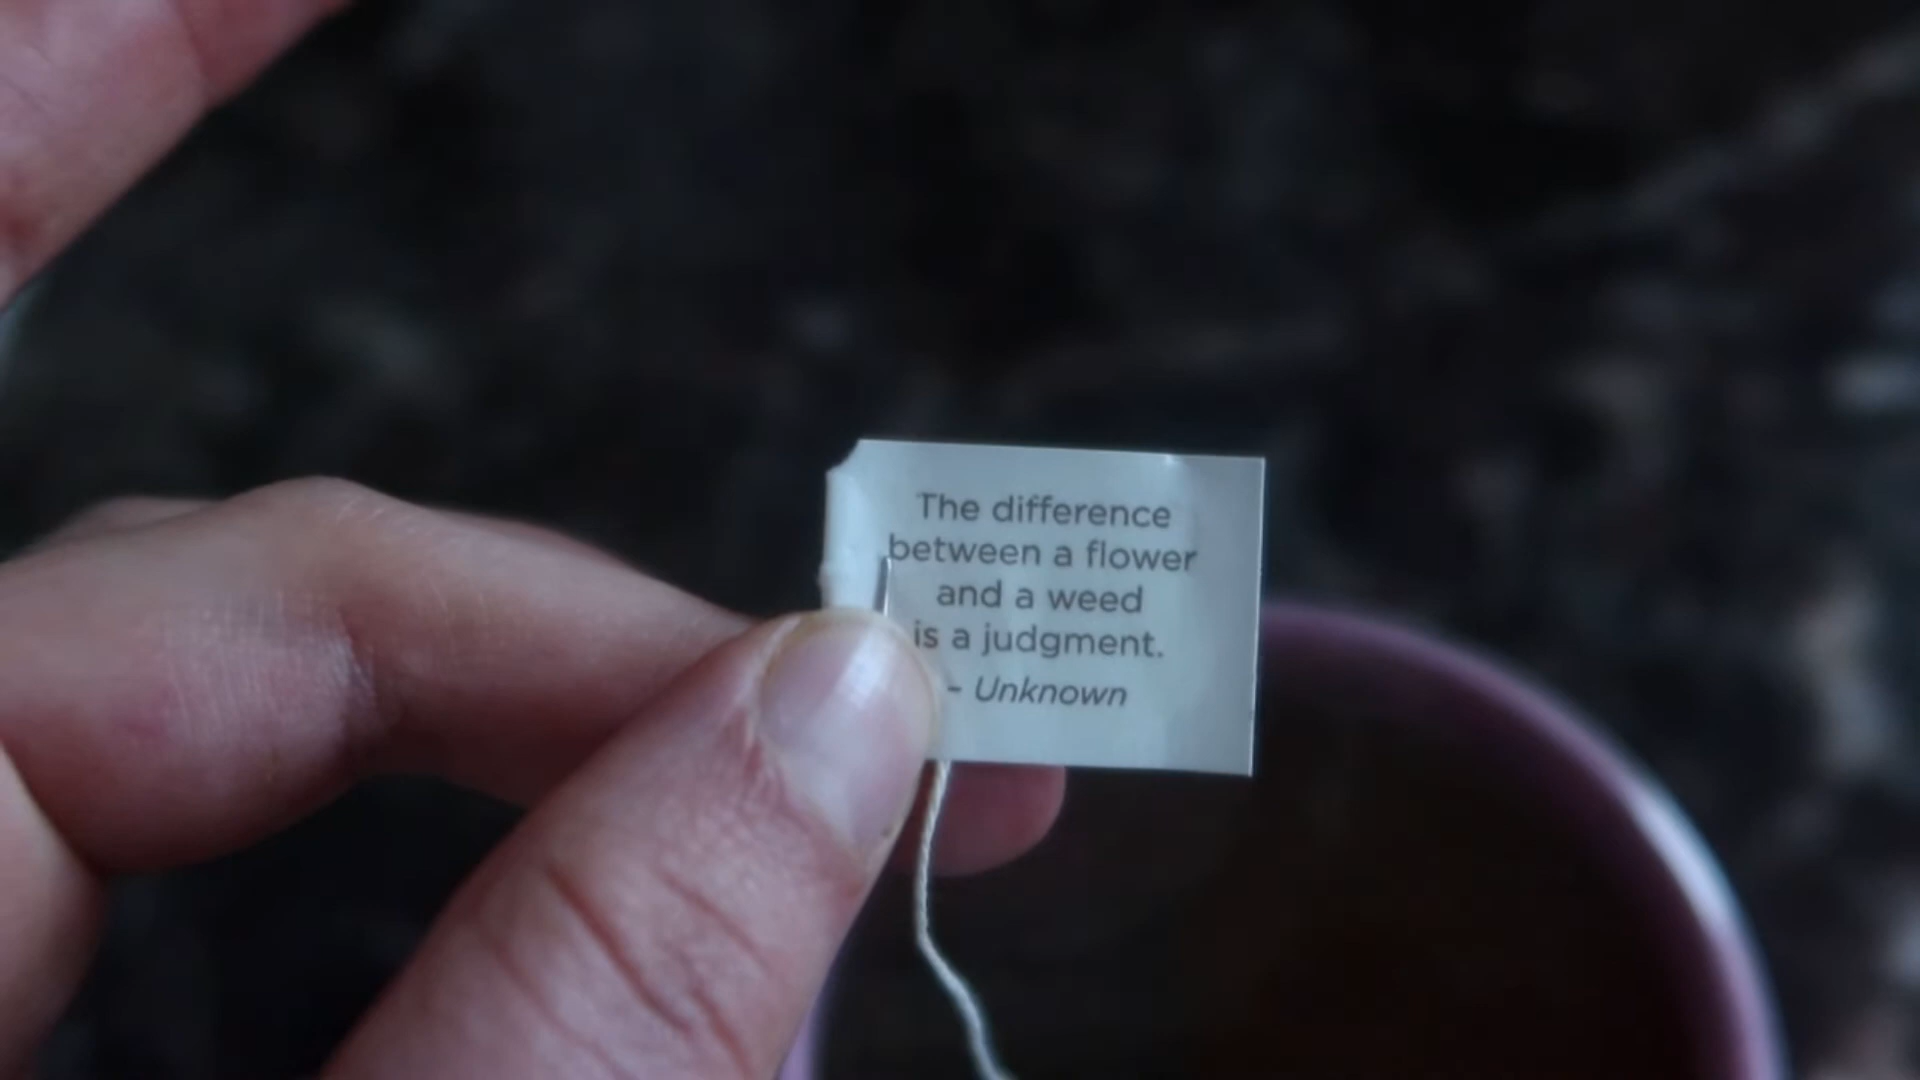 The difference
between a flower
and a weed
is a judgment.
- Unknown